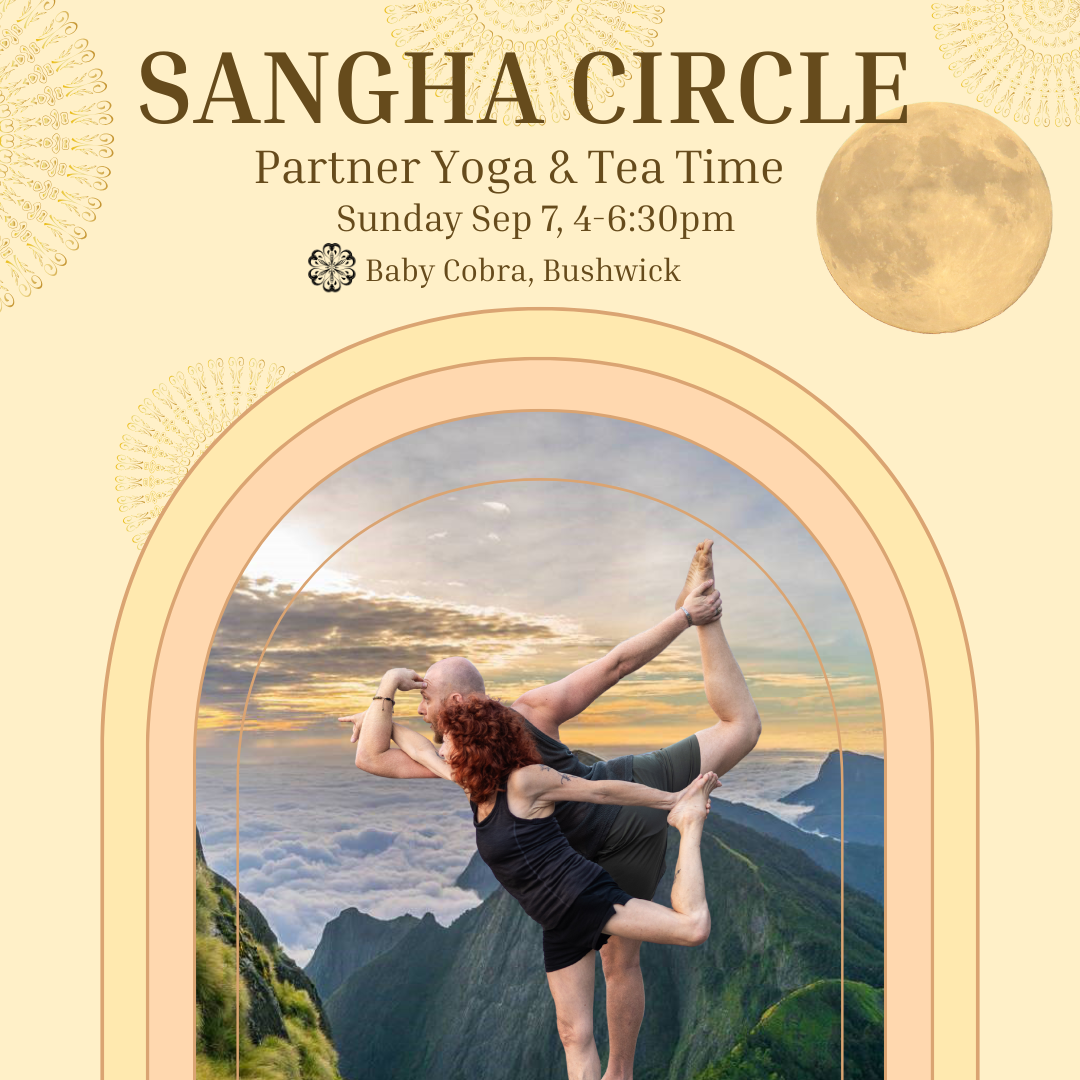 SANGHA CIRCLE
Partner Yoga & Tea Time
Sunday Sep 7, 4-6:30pm
Baby Cobra, Bushwick